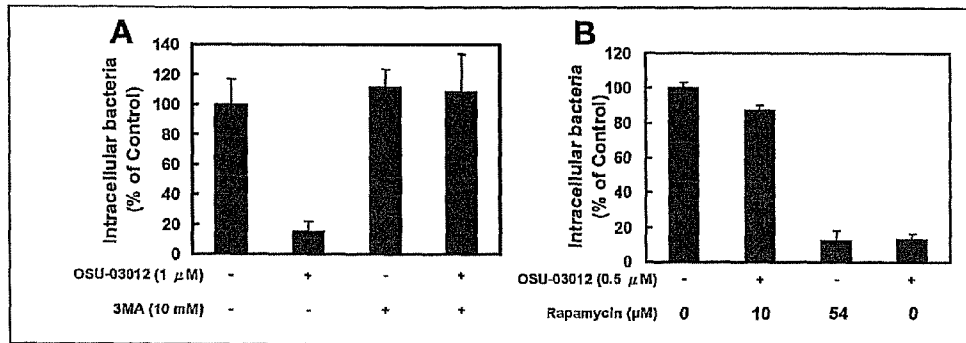 A
B
Intracellular bacteria
(% of Control)
140
120
100
80
60
40
20
0
OSU-03012 (1 μM) - + - +
3MA (10 mM) - - + +
Intracellular bacteria
(% of Control)
120
100
80
60
40
20
0
OSU-03012 (0.5 μM) - + - +
Rapamycin (μM) 0 10 54 0